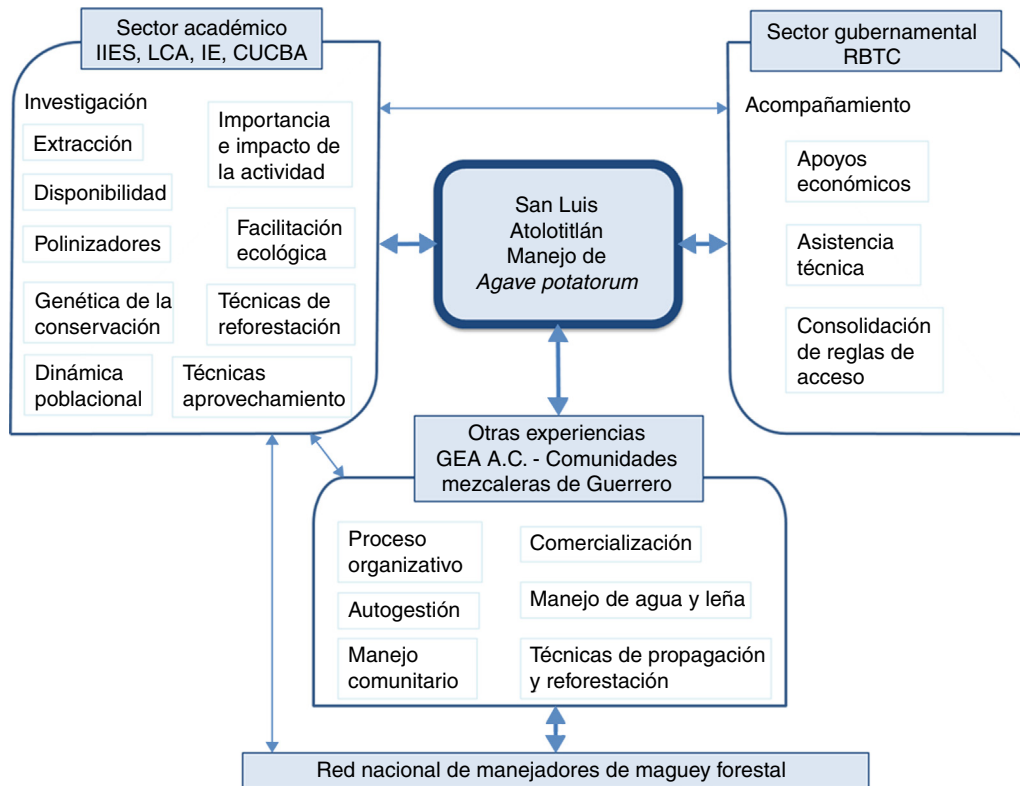 Sector académico
IIES, LCA, IE, CUCBA
Investigación
Extracción
Disponibilidad
Polinizadores
Genética de la
conservación
Dinámica
poblacional
Importancia
e impacto de
la actividad
Facilitación
ecológica
Técnicas de
reforestación
Técnicas
aprovechamiento
San Luis
Atolotitlán
Manejo de
Agave potatorum
Sector gubernamental
RBTC
Acompañamiento
Apoyos
económicos
Asistencia
técnica
Consolidación
de reglas de
acceso
Otras experiencias
GEA A.C. - Comunidades
mezcaleras de Guerrero
Proceso
organizativo
Autogestión
Manejo
comunitario
Comercialización
Manejo de agua y leña
Técnicas de propagación
y reforestación
Red nacional de manejadores de maguey forestal